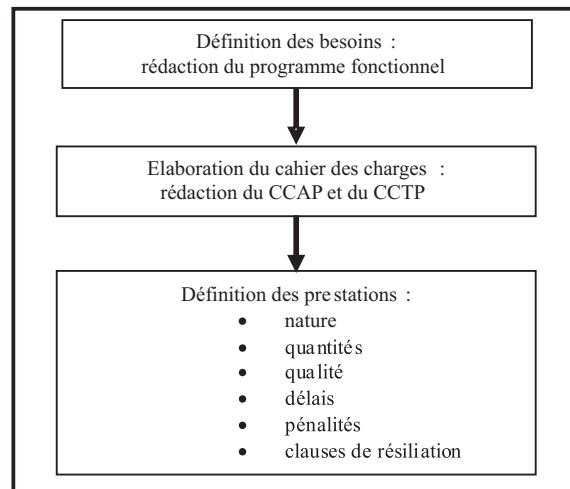 Définition des besoins :
rédaction du programme fonctionnel
Elaboration du cahier des charges :
rédaction du CCAP et du CCTP
Définition des prestations :
• nature
• quantités
• qualité
• délais
• pénalités
• clauses de résiliation